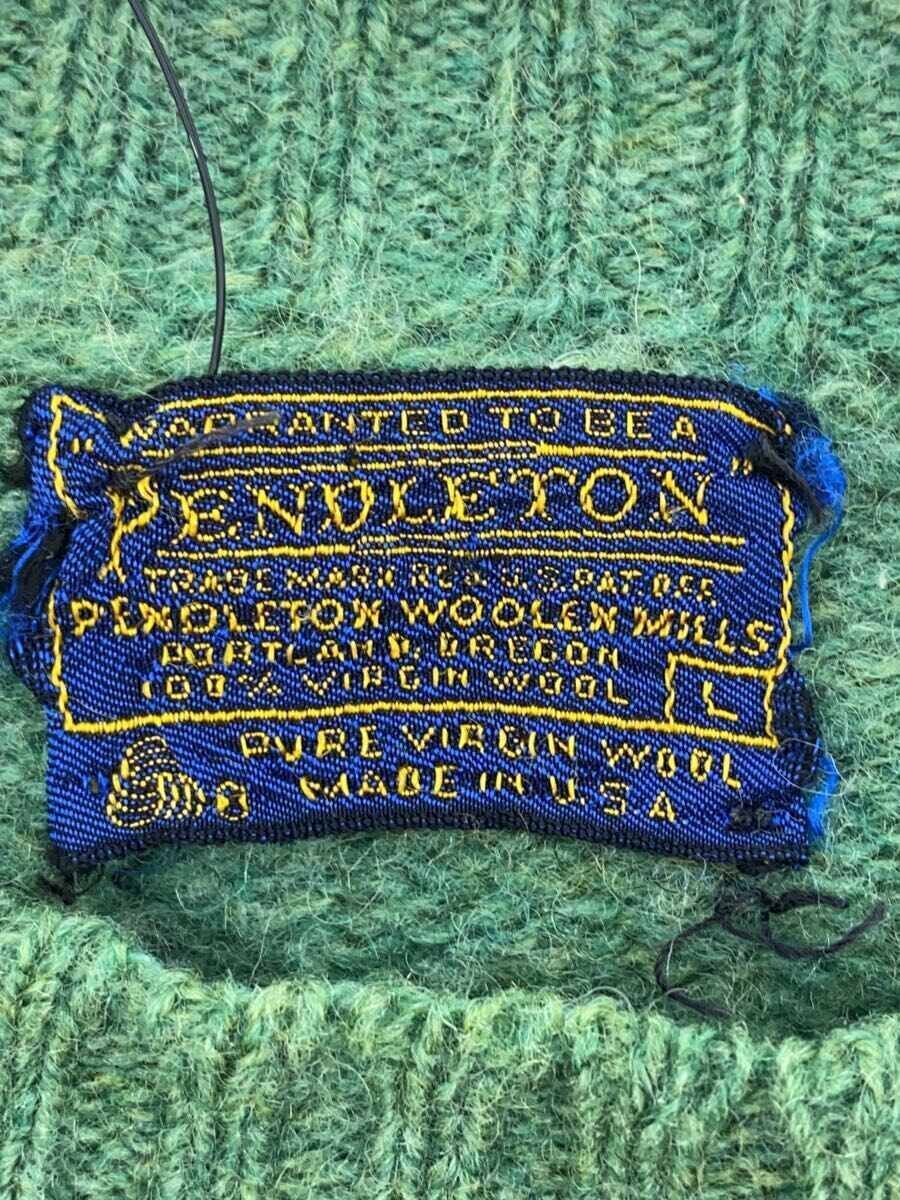 "WARRANTED TO BE A
PENDLETON"
TRADE MARK REG. U.S. PAT. OFF.
PENDLETON WOOLEN MILLS
PORTLAND, OREGON
100% VIRGIN WOOL
L
PURE VIRGIN WOOL
MADE IN U.S.A